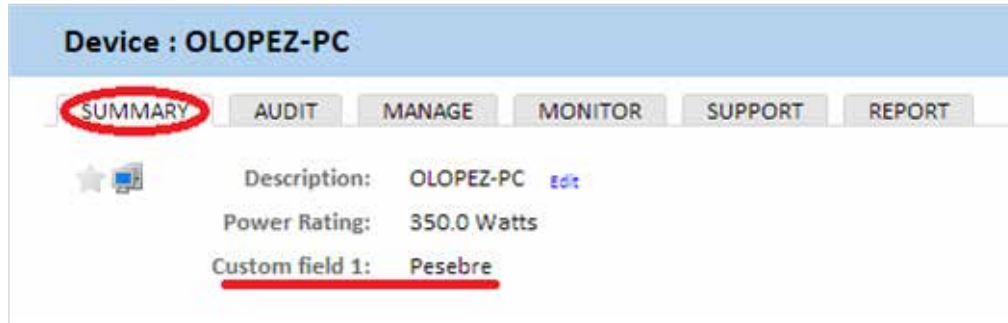 Device : OLOPEZ-PC
SUMMARY AUDIT MANAGE MONITOR SUPPORT REPORT
Description: OLOPEZ-PC Edit
Power Rating: 350.0 Watts
Custom field 1: Pesebre